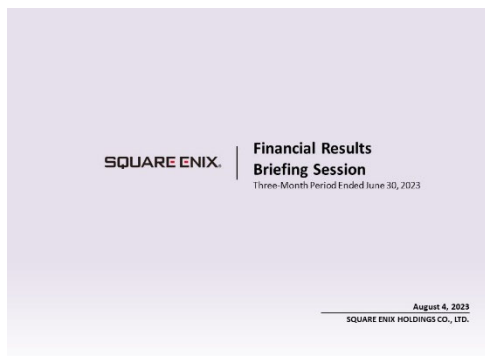 SQUARE ENIX.
Financial Results
Briefing Session
Three-Month Period Ended June 30, 2023
August 4, 2023
SQUARE ENIX HOLDINGS CO., LTD.